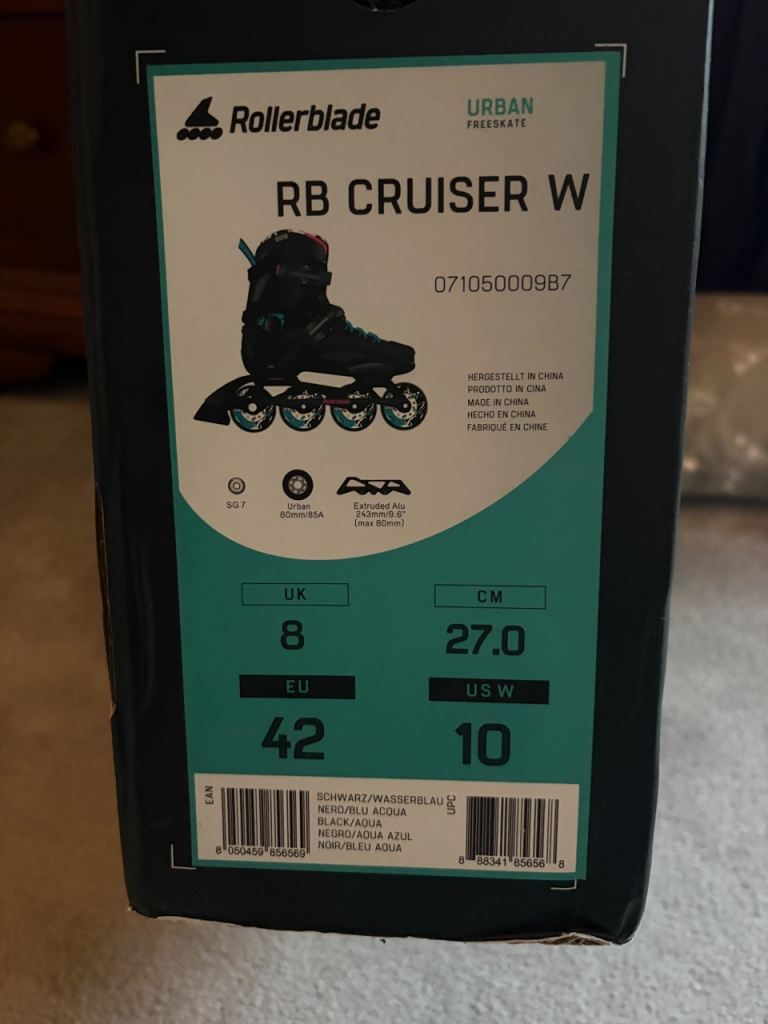 Rollerblade
URBAN
FREESKATE
RB CRUISER W
071050009B7
HERGESTELLT IN CHINA
PRODOTTO IN CINA
MADE IN CHINA
HECHO EN CHINA
FABRIQUÉ EN CHINE
SG 7
Urban
80mm/85A
Extruded Alu
243mm/9.6"
(max 80mm)
UK
8
CM
27.0
EU
42
US W
10
EAN
8 050459 856569
SCHWARZ/WASSERBLAU
NERO/BLU ACQUA
BLACK/AQUA
NEGRO/AQUA AZUL
NOIR/BLEU AQUA
UPC
8 88341 85656 8